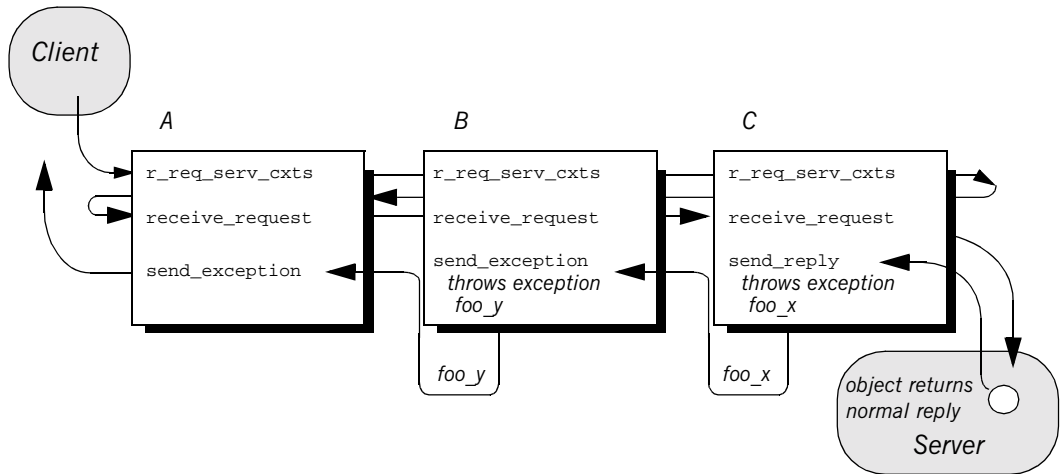 Client
A
B
C
r_req_serv_cxts
receive_request
send_exception
r_req_serv_cxts
receive_request
send_exception
throws exception
foo_y
r_req_serv_cxts
receive_request
send_reply
throws exception
foo_x
foo_y
foo_x
object returns
normal reply
Server